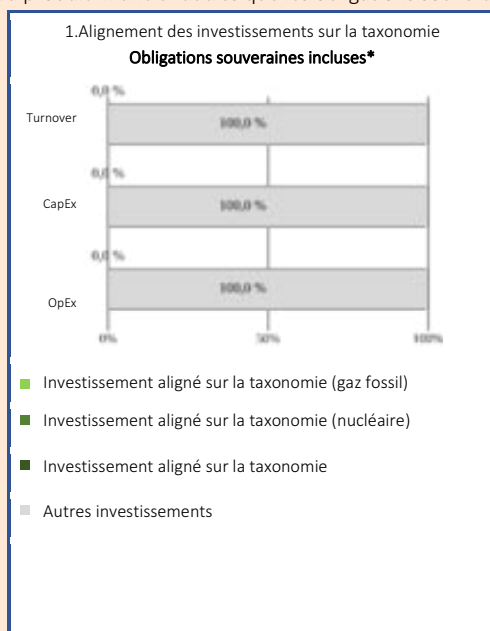 1.Alignement des investissements sur la taxonomie
Obligations souveraines incluses*
0,0 %
Turnover
100,0 %
0,0 %
CapEx
100,0 %
0,0 %
OpEx
100,0 %
0%
50%
100%
Investissement aligné sur la taxonomie (gaz fossil)
Investissement aligné sur la taxonomie (nucléaire)
Investissement aligné sur la taxonomie
Autres investissements